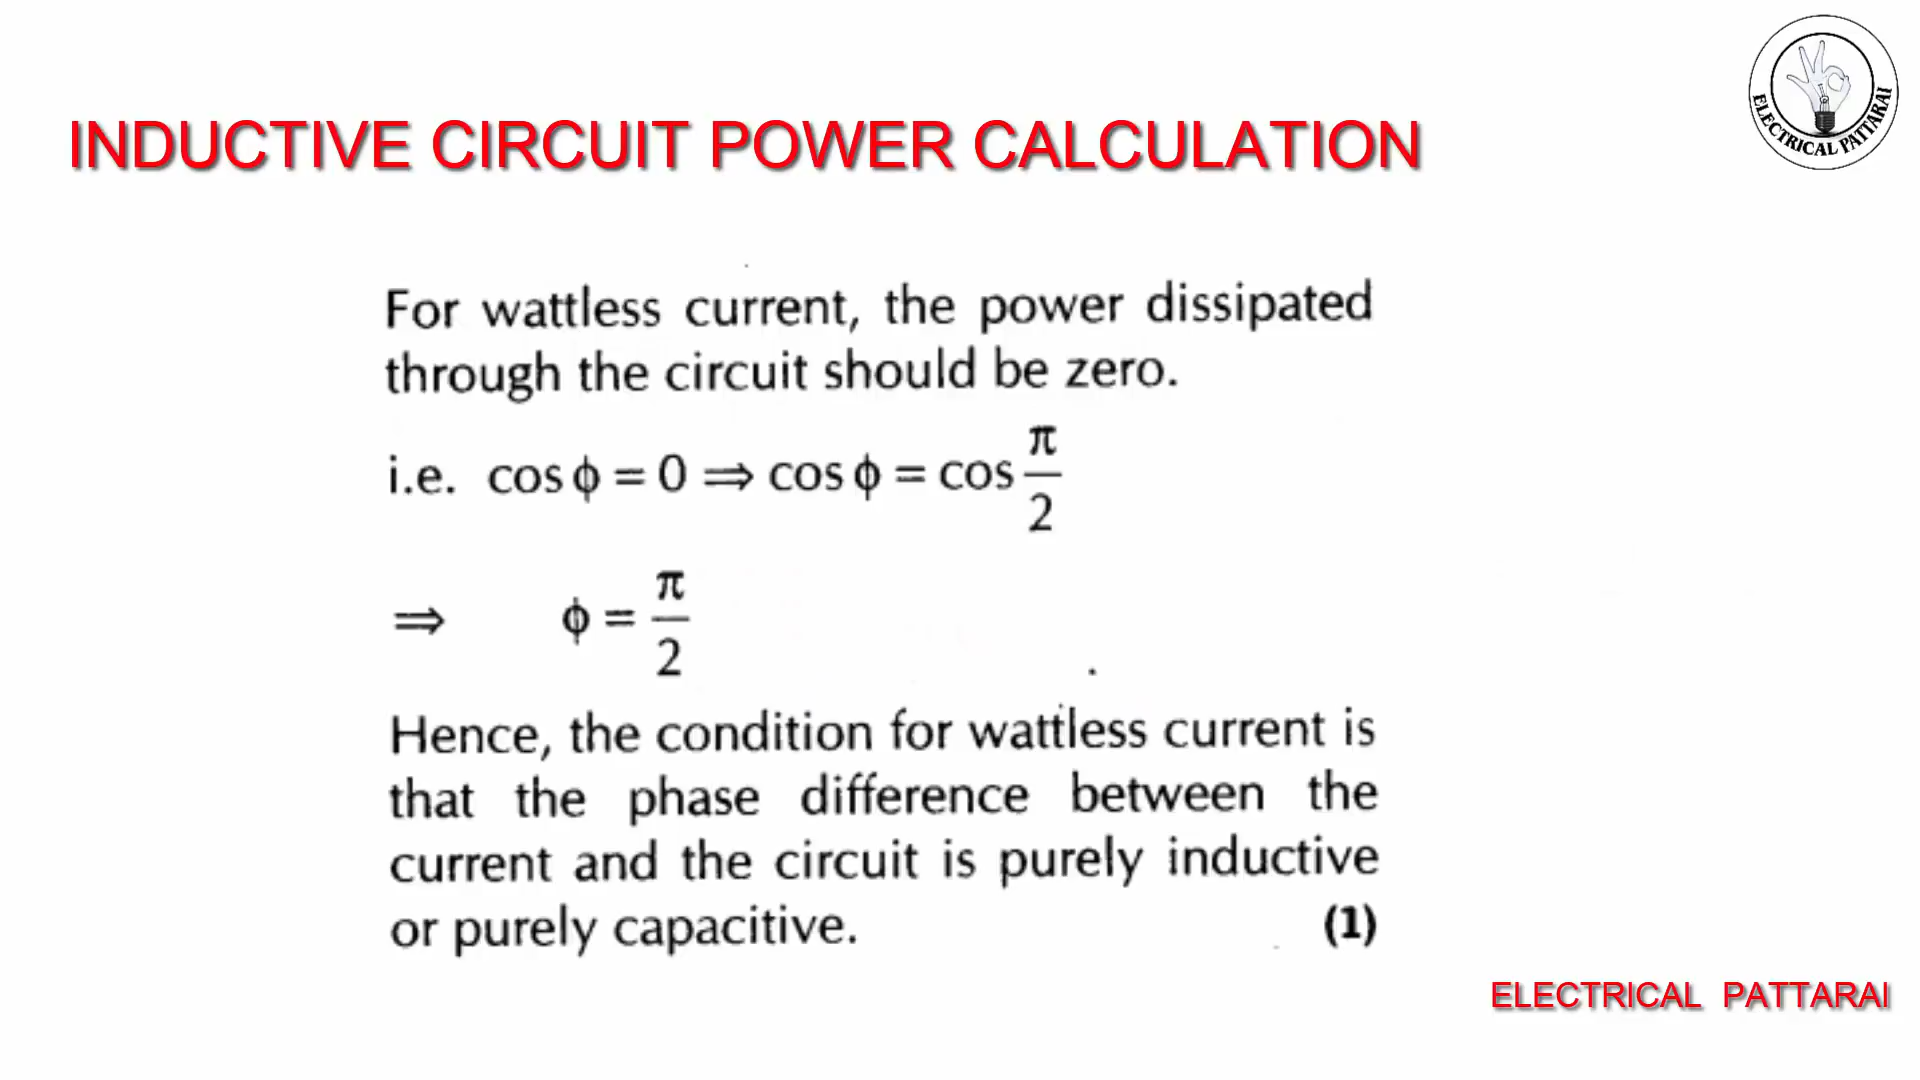 ELECTRICAL PATTARAI
INDUCTIVE CIRCUIT POWER CALCULATION
For wattless current, the power dissipated
through the circuit should be zero.
i.e. cos ϕ = 0 ⇒ cos ϕ = cos π/2
⇒ ϕ = π/2
Hence, the condition for wattless current is
that the phase difference between the
current and the circuit is purely inductive
or purely capacitive. (1)
ELECTRICAL PATTARAI